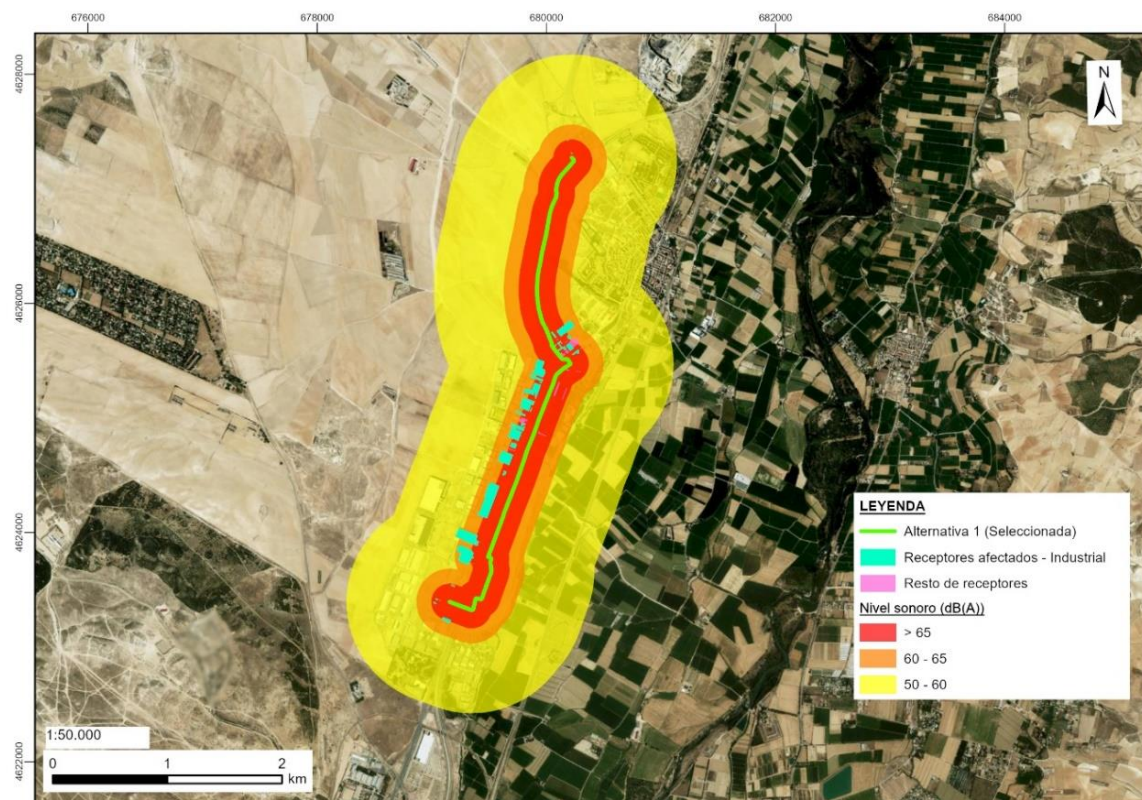 676000
678000
680000
682000
684000
4628000
4626000
4624000
4622000
N
LEYENDA
Alternativa 1 (Seleccionada)
Receptores afectados - Industrial
Resto de receptores
Nivel sonoro (dB(A))
> 65
60 - 65
50 - 60
1:50.000
0 1 2
km